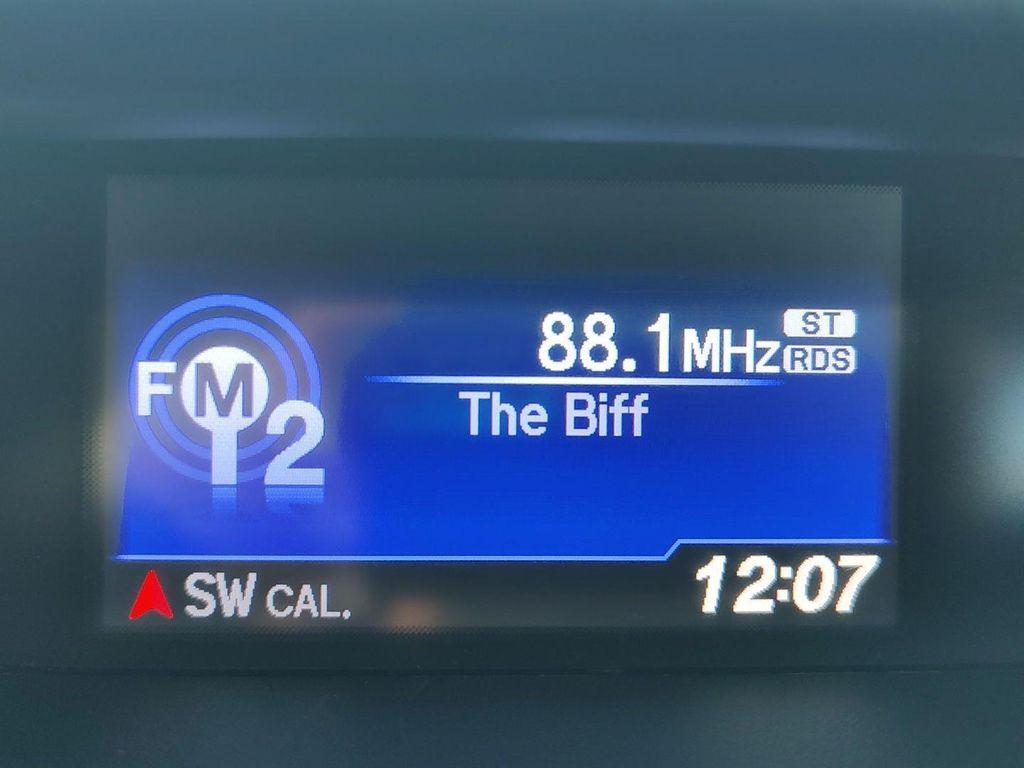 88.1MHz ST
RDS
FM 2
The Biff
SW CAL. 12:07